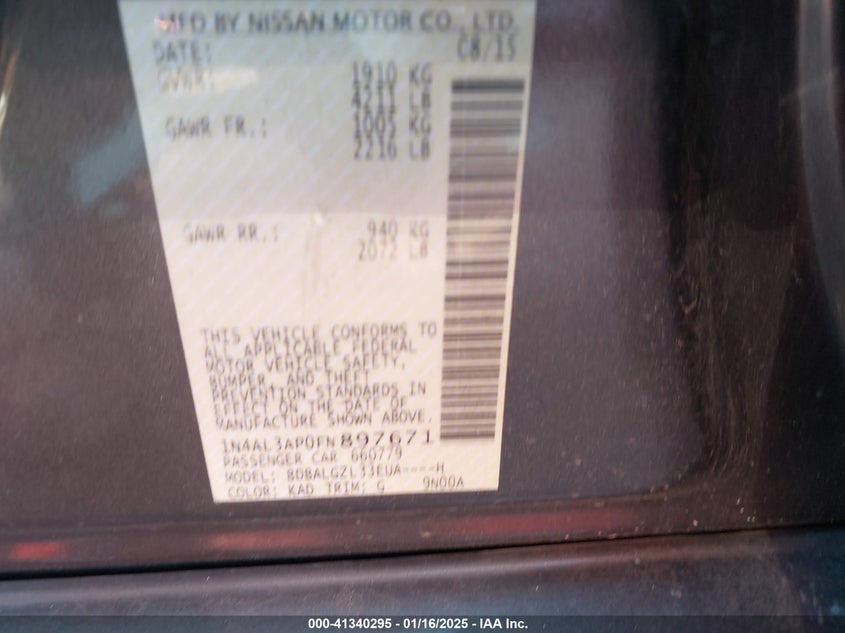 MFD BY NISSAN MOTOR CO., LTD
DATE: 08/15
GVWR: 1910 KG
4211 LB
GAWR FR.: 1005 KG
2216 LB
GAWR RR.: 940 KG
2072 LB
THIS VEHICLE CONFORMS TO
ALL APPLICABLE FEDERAL
MOTOR VEHICLE SAFETY,
BUMPER, AND THEFT
PREVENTION STANDARDS IN
EFFECT ON THE DATE OF
MANUFACTURE SHOWN ABOVE.
1N4AL3AP0FN897671
PASSENGER CAR 660779
MODEL: BDBALGZL33EUA----H
COLOR: KAD TRIM: G 9N00A
000-41340295 - 01/16/2025 - IAA Inc.